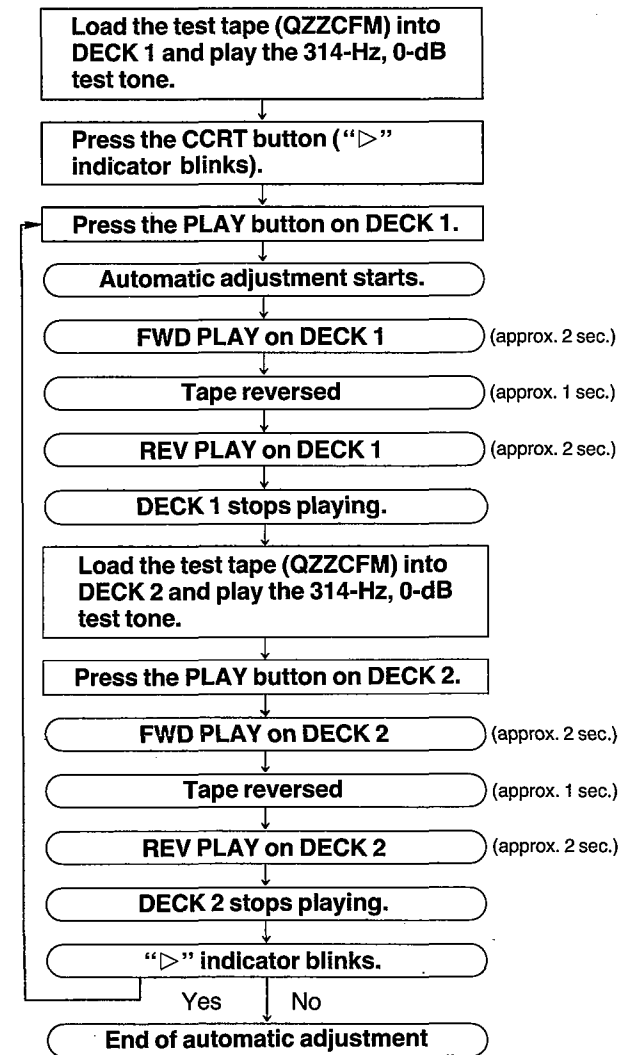 Load the test tape (QZZCFM) into
DECK 1 and play the 314-Hz, 0-dB
test tone.
Press the CCRT button (“▷”
indicator blinks).
Press the PLAY button on DECK 1.
Automatic adjustment starts.
FWD PLAY on DECK 1 (approx. 2 sec.)
Tape reversed (approx. 1 sec.)
REV PLAY on DECK 1 (approx. 2 sec.)
DECK 1 stops playing.
Load the test tape (QZZCFM) into
DECK 2 and play the 314-Hz, 0-dB
test tone.
Press the PLAY button on DECK 2.
FWD PLAY on DECK 2 (approx. 2 sec.)
Tape reversed (approx. 1 sec.)
REV PLAY on DECK 2 (approx. 2 sec.)
DECK 2 stops playing.
“▷” indicator blinks.
Yes No
End of automatic adjustment